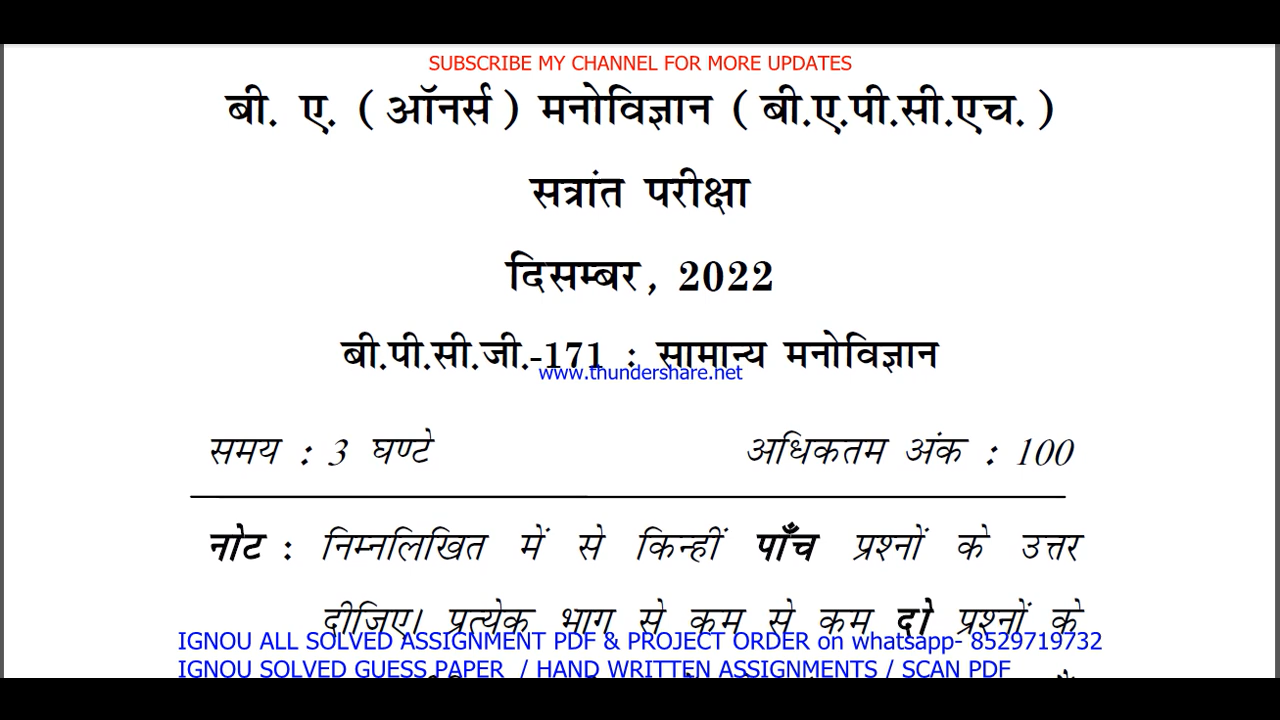 SUBSCRIBE MY CHANNEL FOR MORE UPDATES
बी. ए. ( ऑनर्स ) मनोविज्ञान ( बी.ए.पी.सी.एच. )
सत्रांत परीक्षा
दिसम्बर, 2022
बी.पी.सी.जी.-171 : सामान्य मनोविज्ञान
www.thundershare.net
समय : 3 घण्टे अधिकतम अंक : 100
नोट : निम्नलिखित में से किन्हीं पाँच प्रश्नों के उत्तर
दीजिए। प्रत्येक भाग से कम से कम दो प्रश्नों के
IGNOU ALL SOLVED ASSIGNMENT PDF & PROJECT ORDER on whatsapp- 8529719732
IGNOU SOLVED GUESS PAPER / HAND WRITTEN ASSIGNMENTS / SCAN PDF